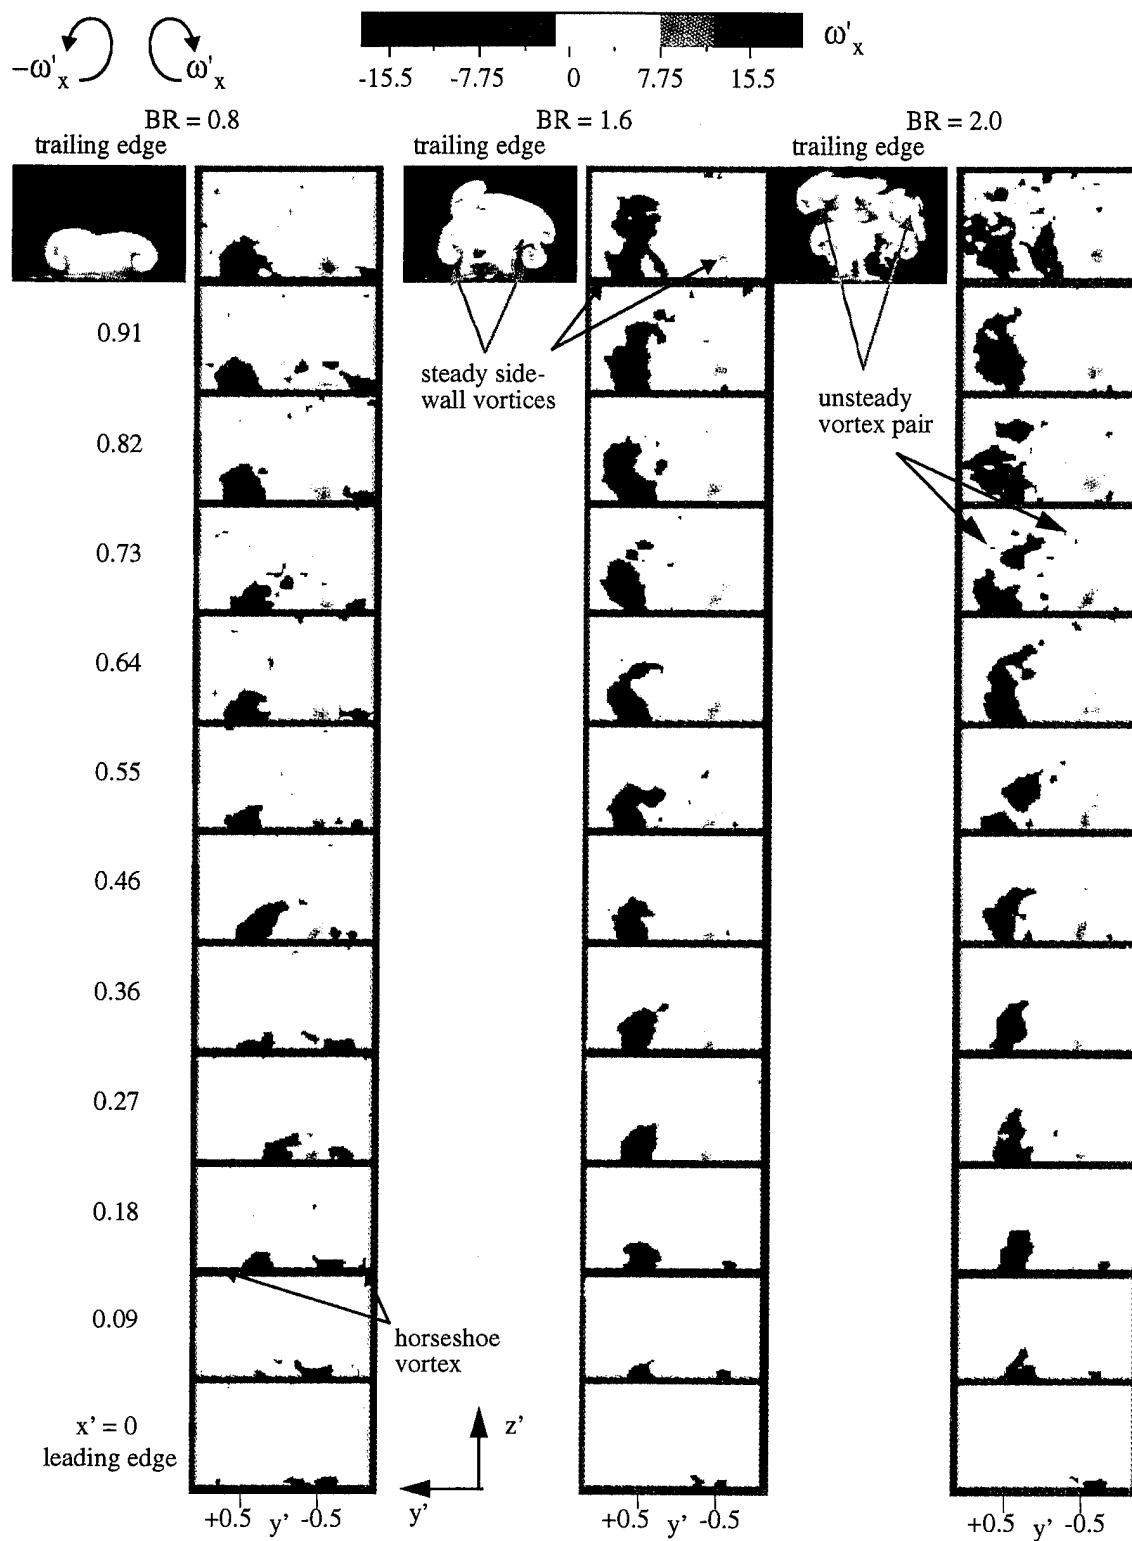 -ω'x
ω'x
ω'x
-15.5 -7.75 0 7.75 15.5
BR = 0.8
BR = 1.6
BR = 2.0
trailing edge
trailing edge
trailing edge
0.91
steady side-
wall vortices
unsteady
vortex pair
0.82
0.73
0.64
0.55
0.46
0.36
0.27
0.18
0.09
horseshoe
vortex
x' = 0
leading edge
z'
y'
+0.5 y' -0.5
+0.5 y' -0.5
+0.5 y' -0.5